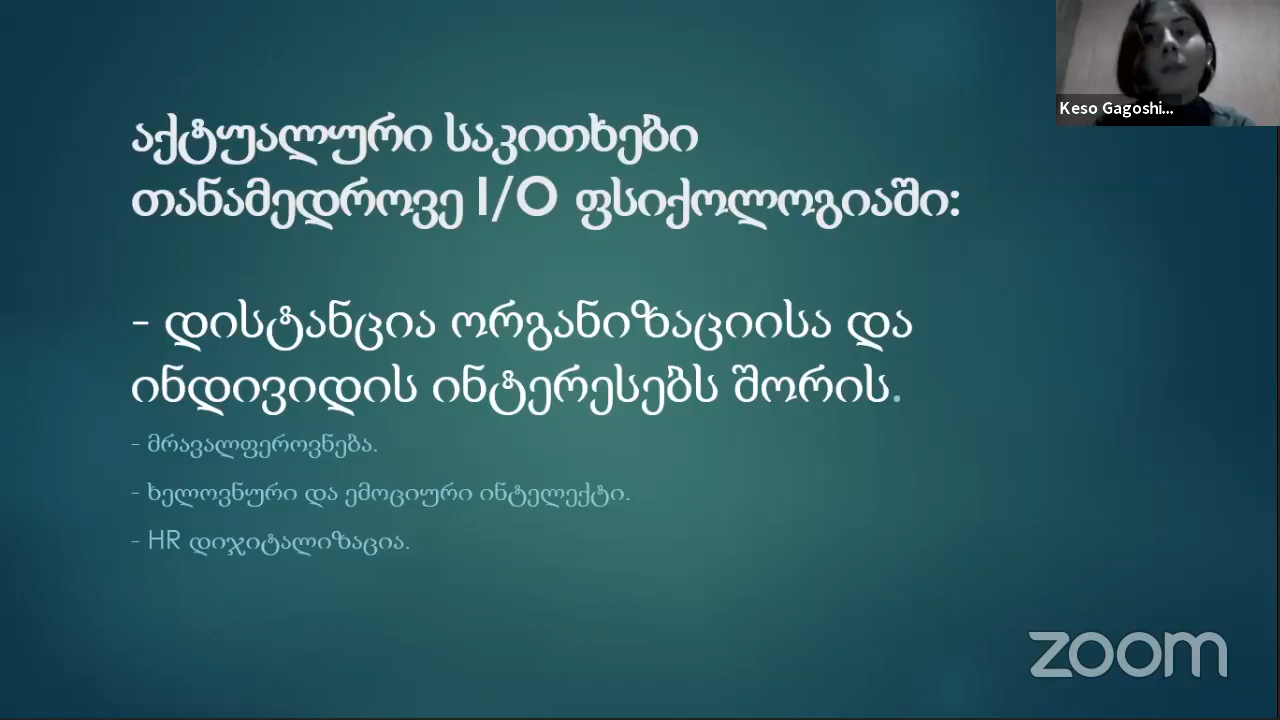 Keso Gagoshi...
აქტუალური საკითხები
თანამედროვე I/O ფსიქოლოგიაში:
- დისტანცია ორგანიზაციისა და
ინდივიდის ინტერესებს შორის.
- მრავალფეროვნება.
- ხელოვნური და ემოციური ინტელექტი.
- HR დიჯიტალიზაცია.
zoom